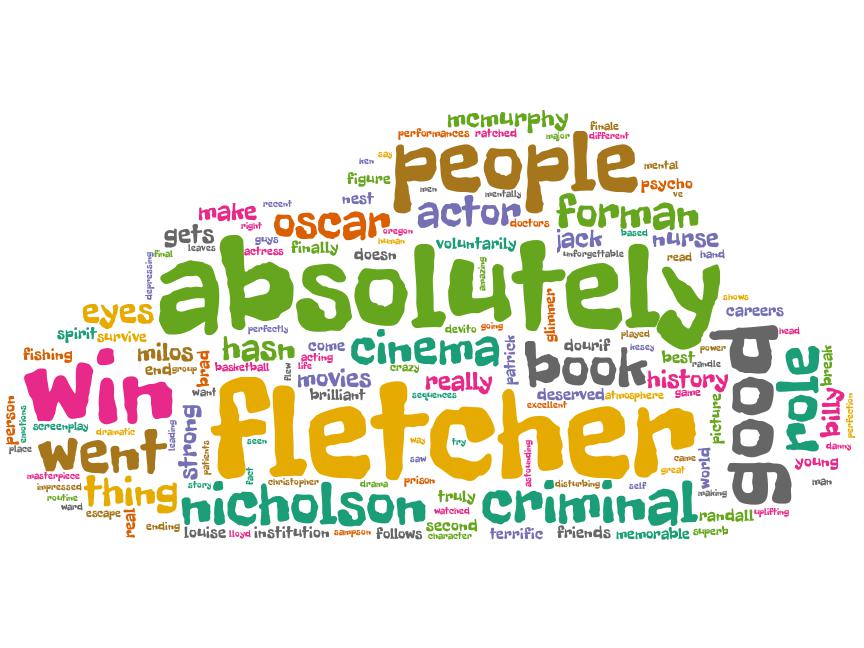 mcmurphy
finale
performances ratched major different
people
ken say
mental
figure men mentally psycho
ve
nest
make recent oscar actor doctors forman
right oregon
gets guys human voluntarily jack based nurse
leaves actress finally doesn unforgettable read hand
final
depressing absolutely amazing
shows
eyes glimmer careers
spirit survive perfectly devito going played head
hasn come cinema dourif kesey power
fishing milos brad acting crazy patrick book best randle
end group basketball flew life movies really history break
win want brilliant sequences deserved atmosphere game good role
excellent
person emotions fletcher picture billy perfection
screenplay dramatic leading strong
place went patients seen way try astounding came world danny
saw great young
masterpiece fact
impressed thing story christopher drama prison disturbing self man
routine nicholson truly criminal making
ward escape real watched randall uplifting
ending louise lloyd institution sampson follows second character terrific friends memorable superb